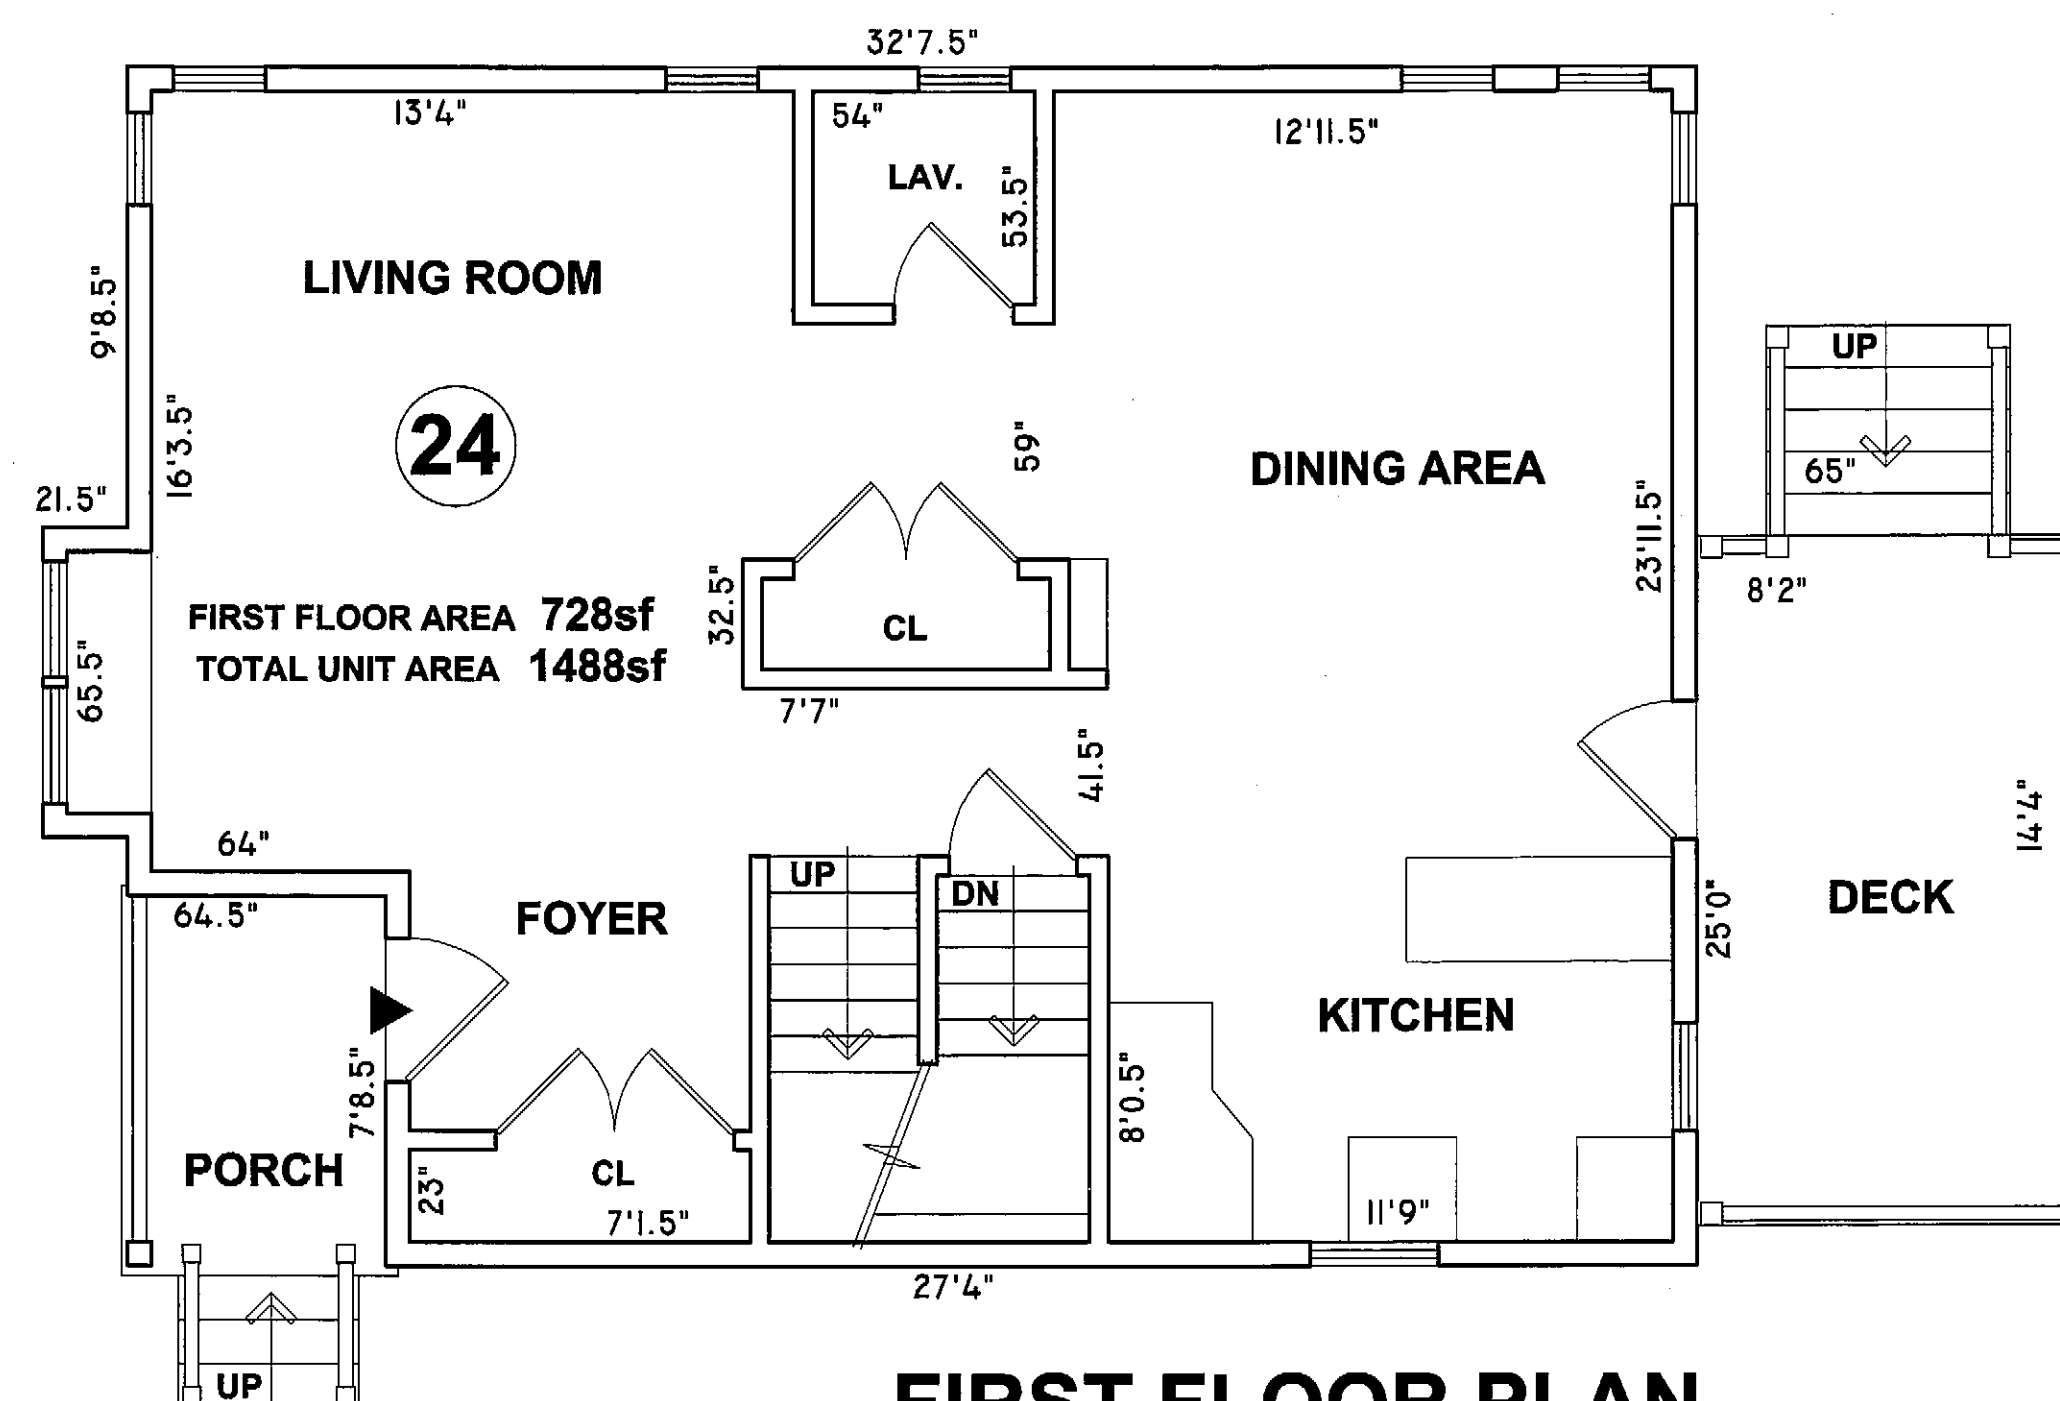 32'7.5"
13'4"
54"
12'11.5"
LAV.
53.5"
LIVING ROOM
9'8.5"
UP
16'3.5"
24
59"
DINING AREA
65"
21.5"
23'11.5"
8'2"
FIRST FLOOR AREA 728sf
32.5"
CL
TOTAL UNIT AREA 1488sf
65.5"
7'7"
41.5"
14'4"
64"
UP
DN
64.5"
FOYER
25'0"
DECK
KITCHEN
7'8.5"
8'0.5"
PORCH
CL
23"
7'1.5"
11'9"
27'4"
UP
FIRST FLOOR PLAN